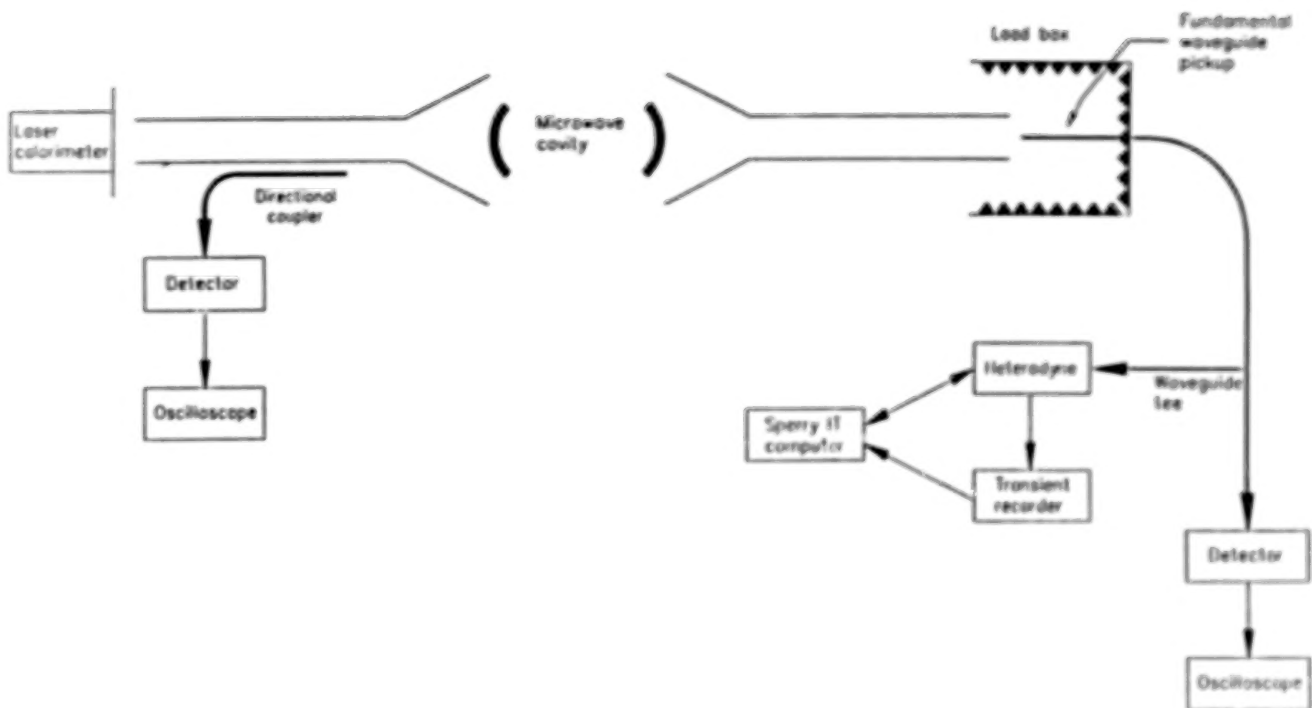 Fundamental
waveguide
pickup
Load box
Laser
calorimeter
Microwave
cavity
Directional
coupler
Detector
Oscilloscope
Heterodyne
Waveguide
tee
Sperry IT
computer
Transient
recorder
Detector
Oscilloscope